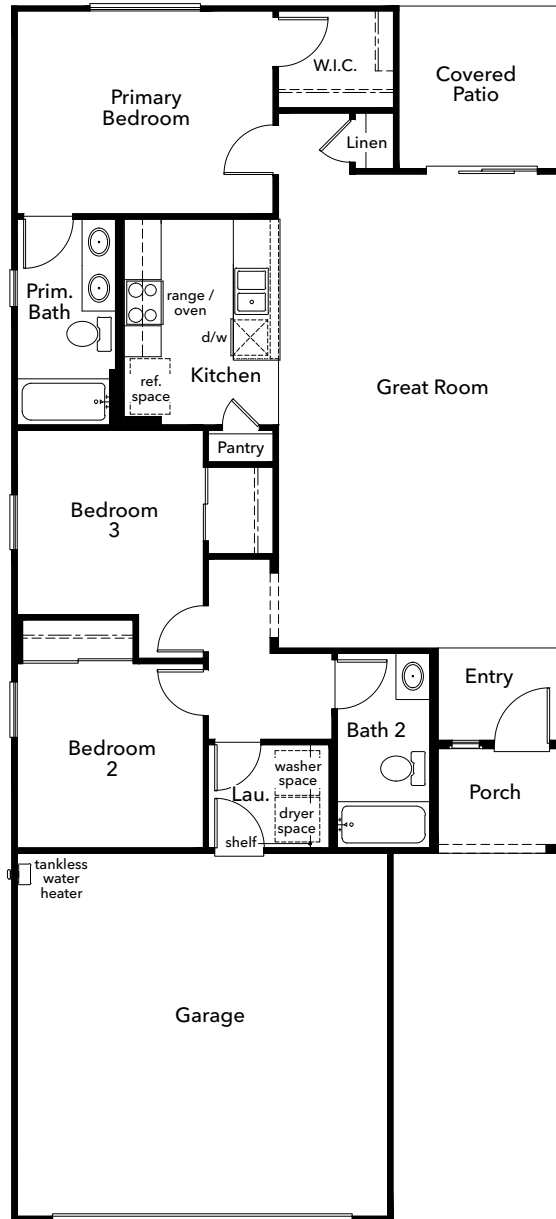 W.I.C.
Covered
Patio
Primary
Bedroom
Linen
Prim.
Bath
range /
oven
d/w
Kitchen
ref.
space
Great Room
Pantry
Bedroom
3
Entry
Bath 2
Bedroom
2
washer
space
Lau.
dryer
space
Porch
shelf
tankless
water
heater
Garage